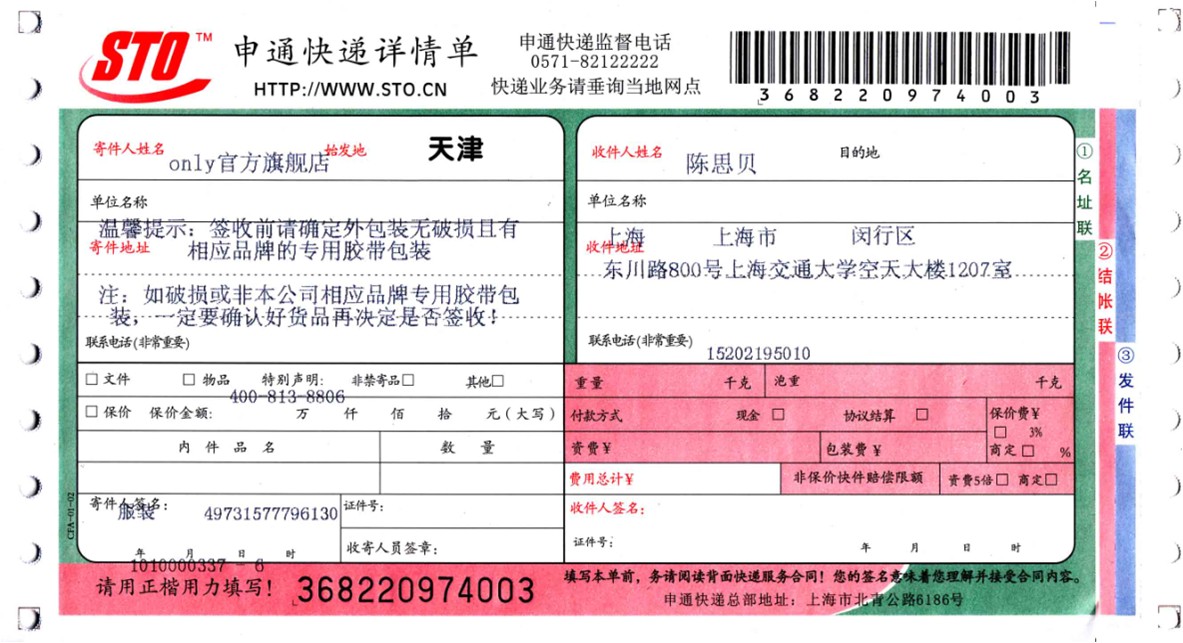 STO TM
申通快递详情单
HTTP://WWW.STO.CN
申通快递监督电话
0571-82122222
快递业务请垂询当地网点
368220974003
寄件人姓名
only官方旗舰店
始发地
天津
单位名称
温馨提示：签收前请确定外包装无破损且有
寄件地址
相应品牌的专用胶带包装
注：如破损或非本公司相应品牌专用胶带包
装，一定要确认好货品再决定是否签收！
联系电话(非常重要)
收件人姓名
陈思贝
目的地
单位名称
上海 上海市 闵行区
收件地址
东川路800号上海交通大学空天大楼1207室
联系电话(非常重要)
15202195010
①名址联
②结帐联
③发件联
□文件 □物品 特别声明: 非禁寄品□ 其他□
400-813-8806
□保价 保价金额: 万 仟 佰 拾 元(大写)
内件品名 数量
重量 千克 泡重 千克
付款方式 现金 □ 协议结算 □
保价费¥
□ 3%
商定□ %
资费¥ 包装费¥
费用总计¥ 非保价快件赔偿限额 资费5倍□ 商定□
寄件人签名:
服装 49731577796130
证件号:
年 月 日 时
收寄人员签章:
1010000337 - 6
收件人签名:
证件号:
年 月 日 时
CFA-01-02
请用正楷用力填写!
368220974003
填写本单前，务请阅读背面快递服务合同！您的签名意味着您理解并接受合同内容。
申通快递总部地址：上海市北青公路6186号